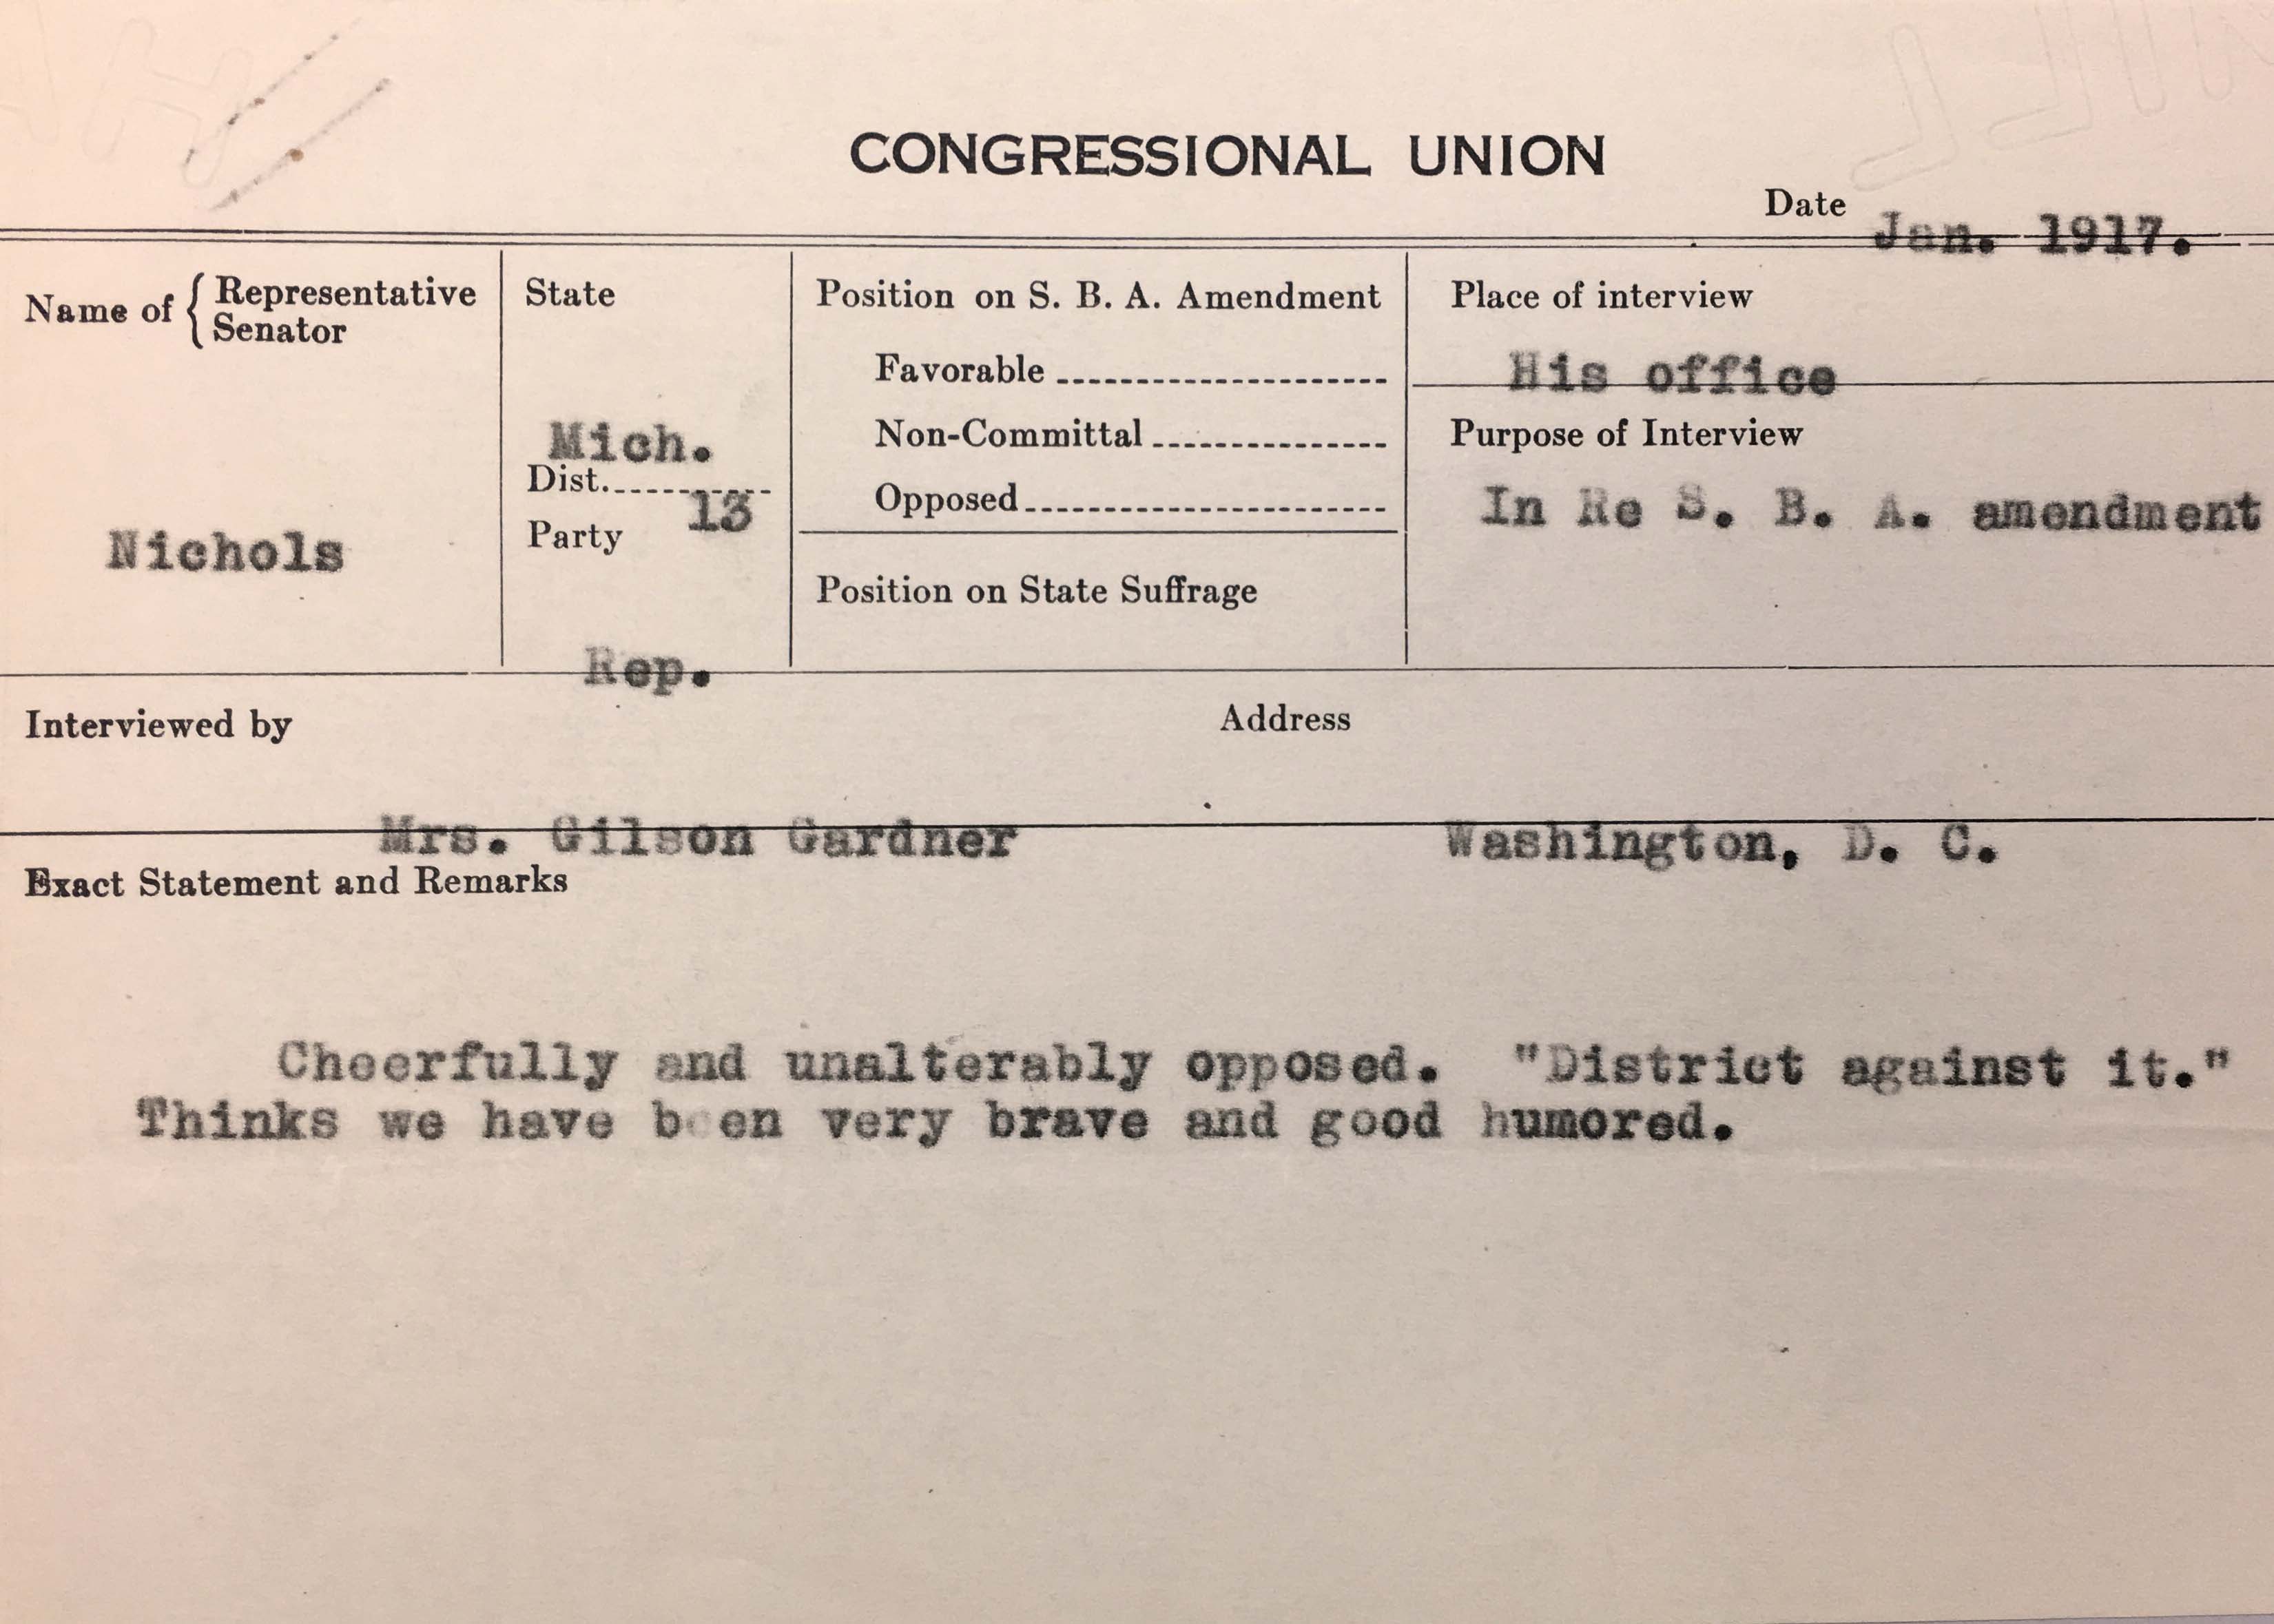 CONGRESSIONAL UNION
Date Jan. 1917.
Name of { Representative
Senator
Nichols
State
Mich.
Dist. 13
Party
Rep.
Position on S. B. A. Amendment
Favorable
Non-Committal
Opposed
Position on State Suffrage
Place of interview
His office
Purpose of Interview
In Re S. B. A. amendment
Interviewed by
Mrs. Gilson Gardner
Address
Washington, D. C.
Exact Statement and Remarks
Cheerfully and unalterably opposed. "District against it."
Thinks we have been very brave and good humored.